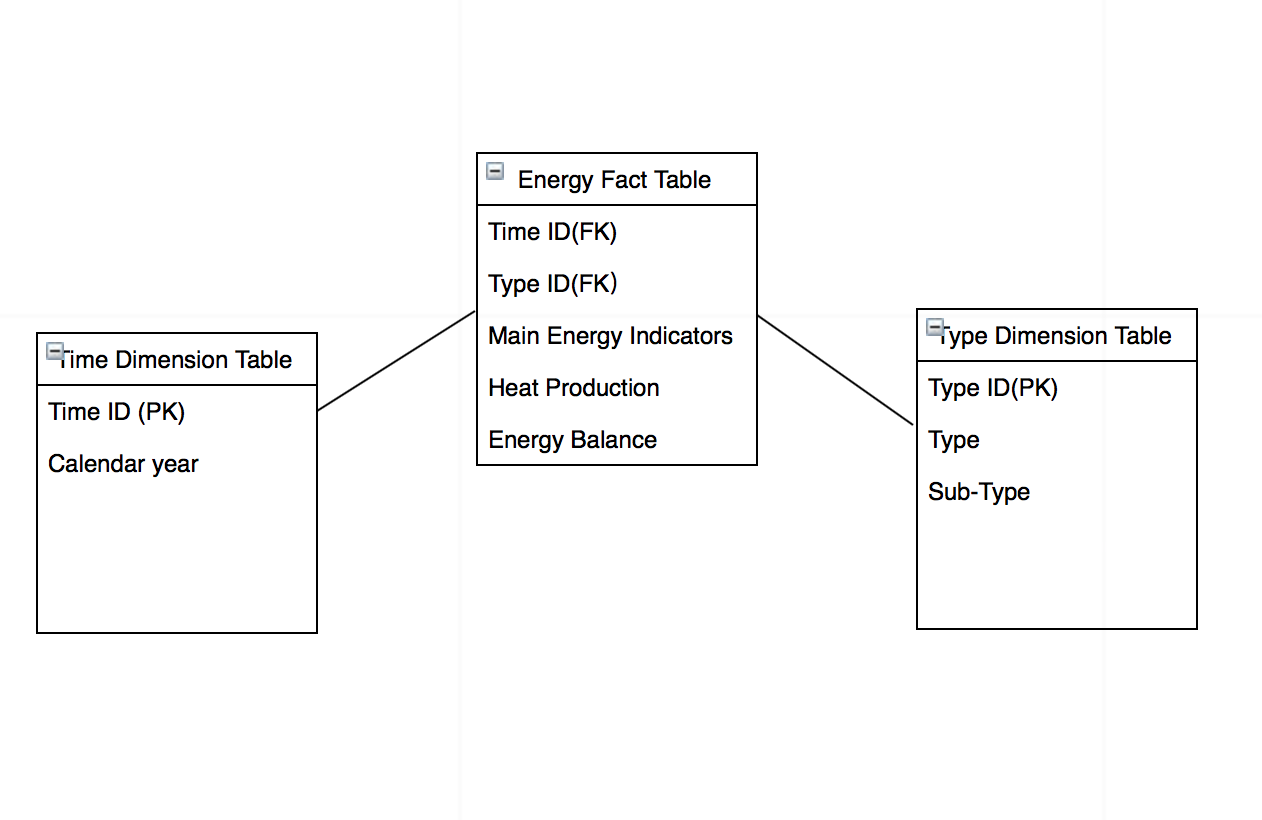 Energy Fact Table
Time ID(FK)
Type ID(FK)
Main Energy Indicators
Heat Production
Energy Balance
Time Dimension Table
Time ID (PK)
Calendar year
Type Dimension Table
Type ID(PK)
Type
Sub-Type